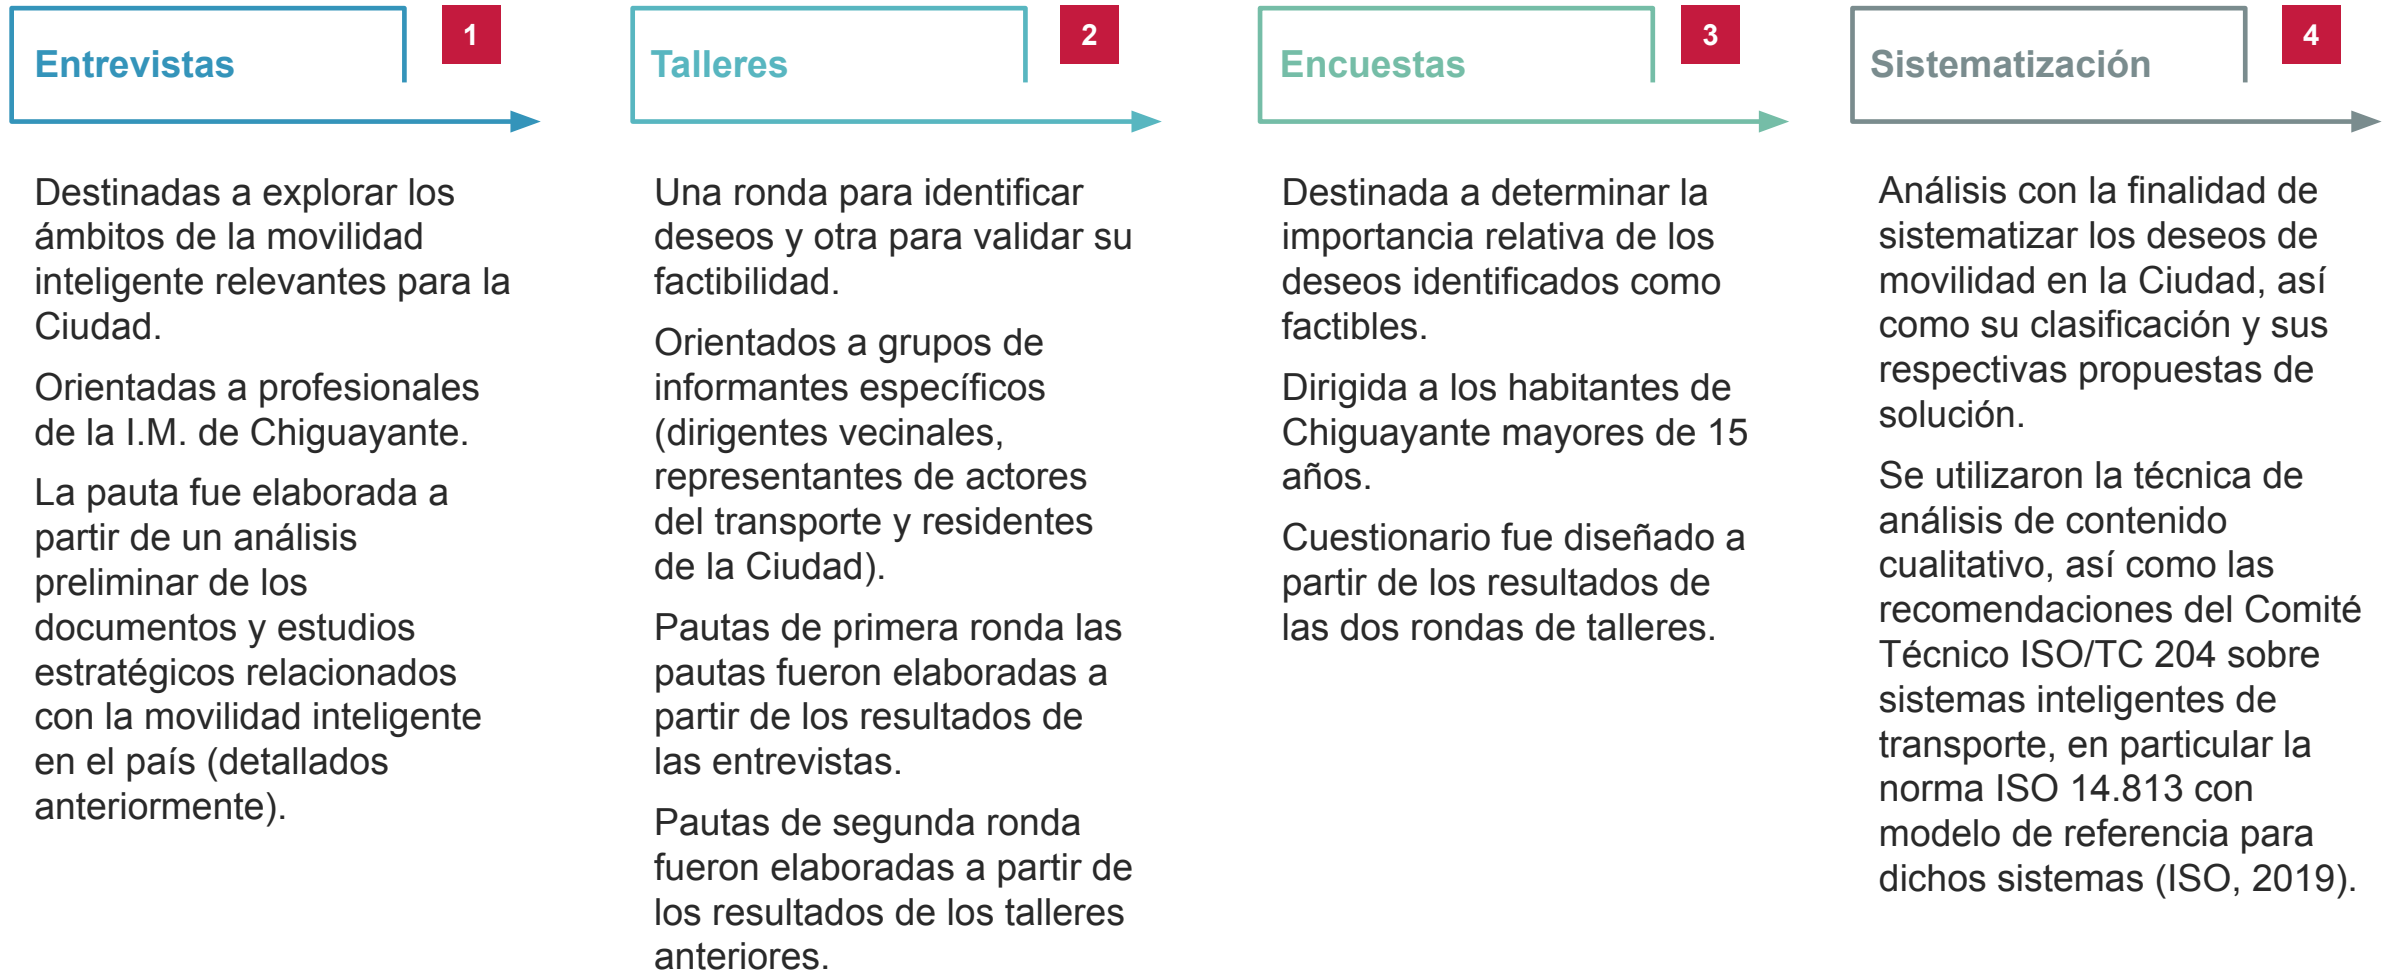 Entrevistas
1
Destinadas a explorar los
ámbitos de la movilidad
inteligente relevantes para la
Ciudad.
Orientadas a profesionales
de la I.M. de Chiguayante.
La pauta fue elaborada a
partir de un análisis
preliminar de los
documentos y estudios
estratégicos relacionados
con la movilidad inteligente
en el país (detallados
anteriormente).
Talleres
2
Una ronda para identificar
deseos y otra para validar su
factibilidad.
Orientados a grupos de
informantes específicos
(dirigentes vecinales,
representantes de actores
del transporte y residentes
de la Ciudad).
Pautas de primera ronda las
pautas fueron elaboradas a
partir de los resultados de
las entrevistas.
Pautas de segunda ronda
fueron elaboradas a partir de
los resultados de los talleres
anteriores.
Encuestas
3
Destinada a determinar la
importancia relativa de los
deseos identificados como
factibles.
Dirigida a los habitantes de
Chiguayante mayores de 15
años.
Cuestionario fue diseñado a
partir de los resultados de
las dos rondas de talleres.
Sistematización
4
Análisis con la finalidad de
sistematizar los deseos de
movilidad en la Ciudad, así
como su clasificación y sus
respectivas propuestas de
solución.
Se utilizaron la técnica de
análisis de contenido
cualitativo, así como las
recomendaciones del Comité
Técnico ISO/TC 204 sobre
sistemas inteligentes de
transporte, en particular la
norma ISO 14.813 con
modelo de referencia para
dichos sistemas (ISO, 2019).